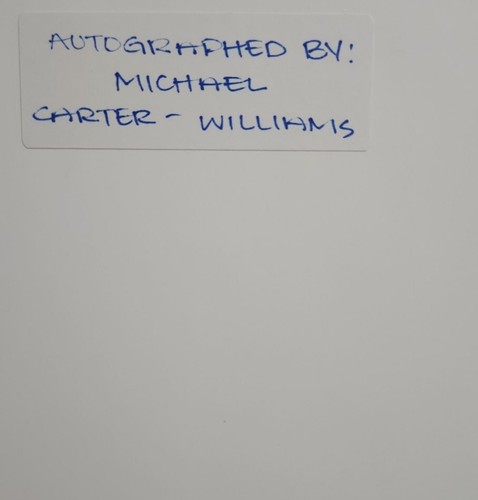 AUTOGRAPHED BY:
MICHAEL
CARTER - WILLIAMS